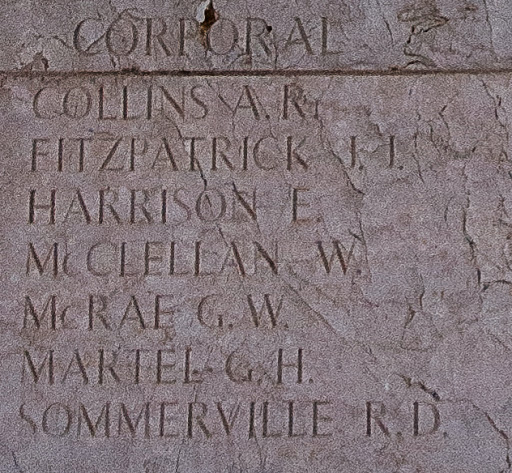 CORPORAL
COLLINS A. R.
FITZPATRICK J. J.
HARRISON E.
McCLELLAN W.
McRAE G. W.
MARTEL G. H.
SOMMERVILLE R. D.